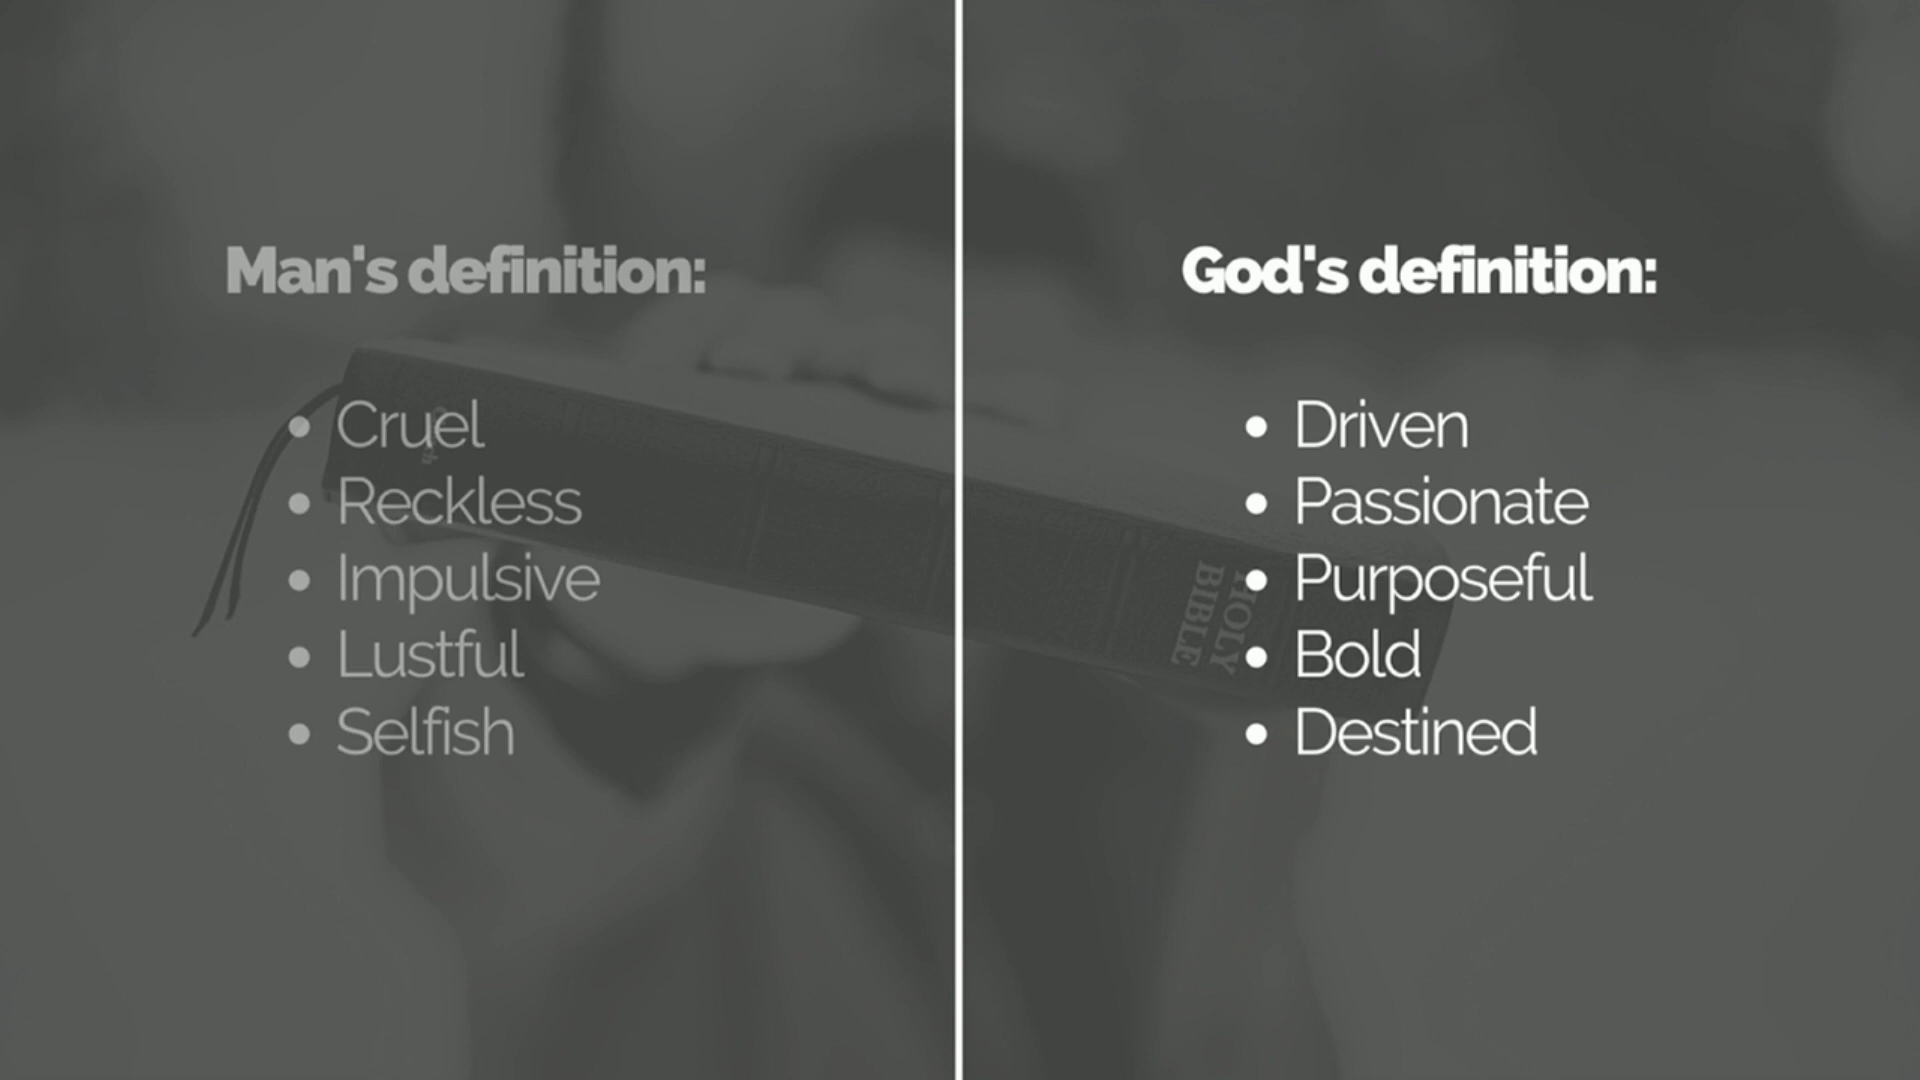 Man's definition:
Cruel
Reckless
Impulsive
Lustful
Selfish
God's definition:
Driven
Passionate
Purposeful
Bold
Destined
HOLY
BIBLE